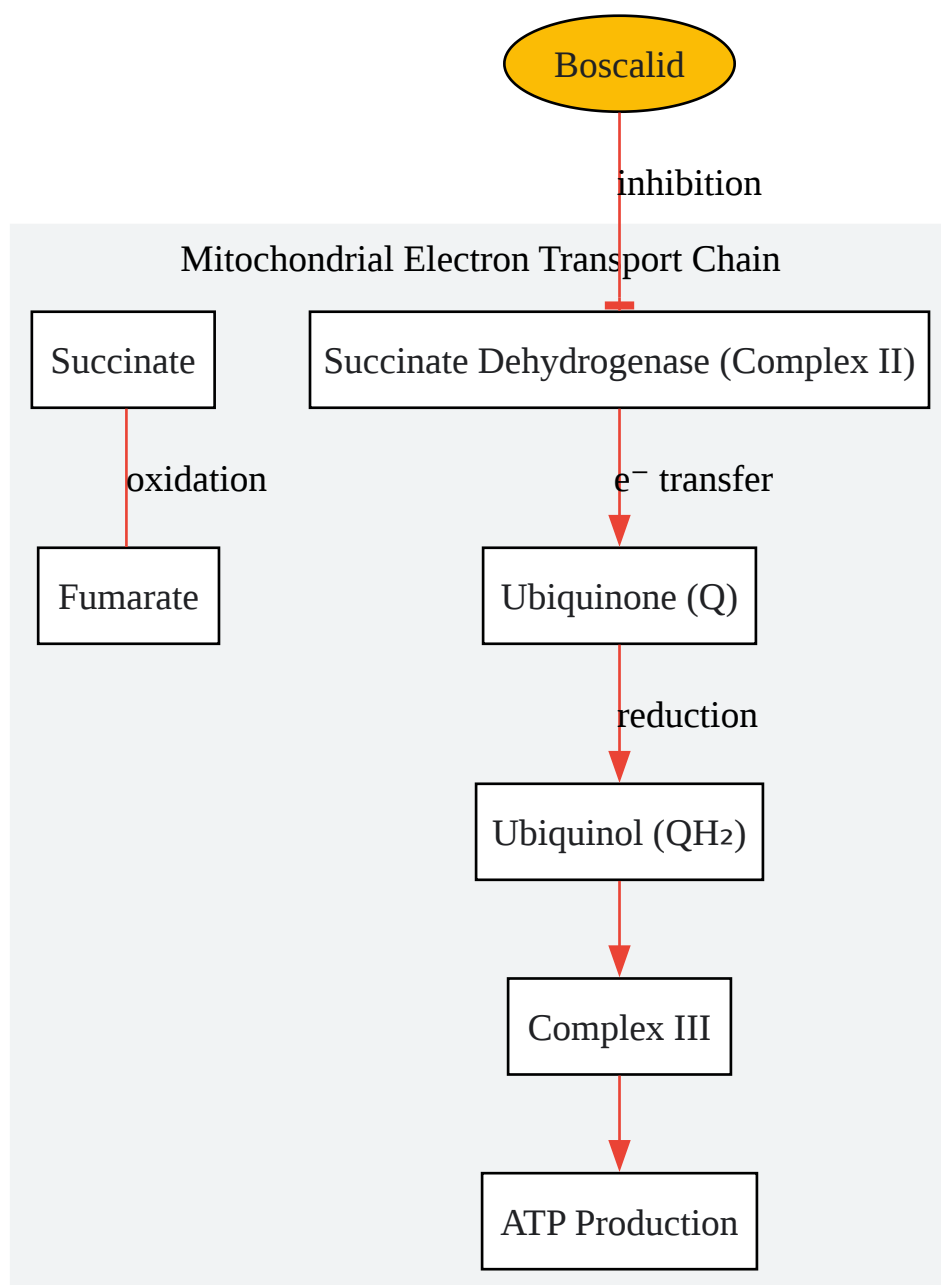 Boscalid
inhibition
Mitochondrial Electron Transport Chain
Succinate
Succinate Dehydrogenase (Complex II)
oxidation
e⁻ transfer
Fumarate
Ubiquinone (Q)
reduction
Ubiquinol (QH₂)
Complex III
ATP Production